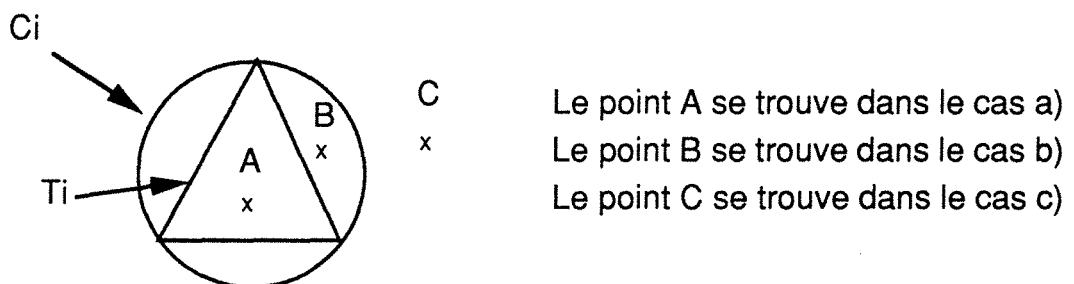 Ci
C
B
A
Ti
x
x
x
Le point A se trouve dans le cas a)
Le point B se trouve dans le cas b)
Le point C se trouve dans le cas c)